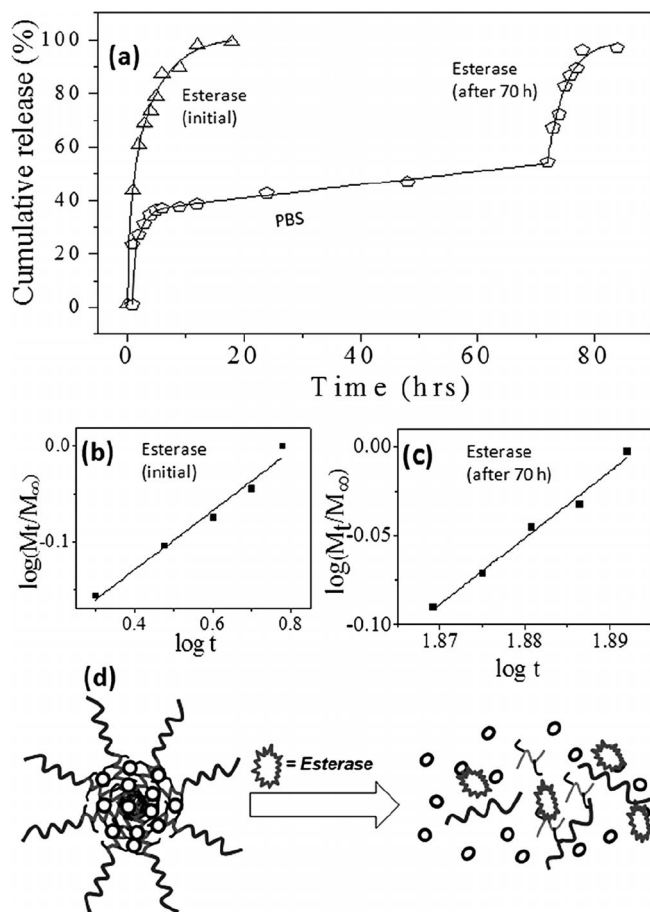 (a)
Cumulative release (%)
100
80
60
40
20
0
Esterase
(initial)
Esterase
(after 70 h)
PBS
0
20
40
60
80
Time (hrs)
(b)
Esterase
(initial)
log(Mt/M∞)
0.0
-0.1
0.4
0.6
0.8
log t
(c)
Esterase
(after 70 h)
log(Mt/M∞)
0.00
-0.05
-0.10
1.87
1.88
1.89
log t
(d)
= Esterase